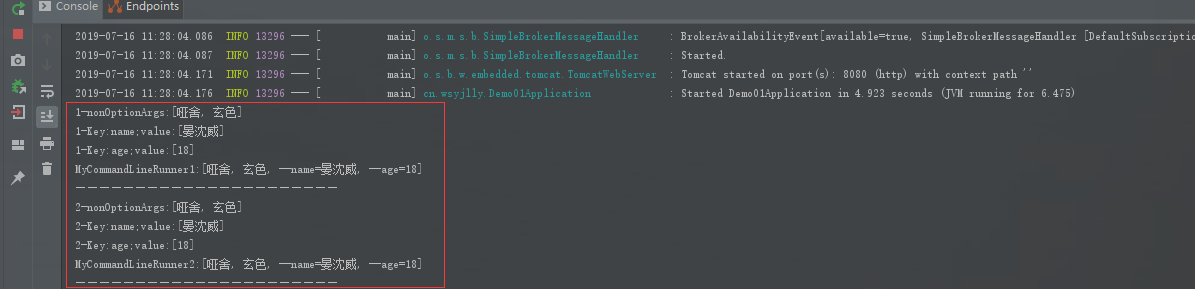 Console Endpoints
2019-07-16 11:28:04.086 INFO 13296 --- [ main] o.s.m.s.b.SimpleBrokerMessageHandler : BrokerAvailabilityEvent[available=true, SimpleBrokerMessageHandler [DefaultSubscriptio
2019-07-16 11:28:04.087 INFO 13296 --- [ main] o.s.m.s.b.SimpleBrokerMessageHandler : Started.
2019-07-16 11:28:04.171 INFO 13296 --- [ main] o.s.b.w.embedded.tomcat.TomcatWebServer : Tomcat started on port(s): 8080 (http) with context path ''
2019-07-16 11:28:04.176 INFO 13296 --- [ main] cn.wsyjlly.Demo01Application : Started Demo01Application in 4.923 seconds (JVM running for 6.475)
1-nonOptionArgs:[哑舍, 玄色]
1-Key:name;value:[晏沈威]
1-Key:age;value:[18]
MyCommandLineRunner1:[哑舍, 玄色, --name=晏沈威, --age=18]
----------------------
2-nonOptionArgs:[哑舍, 玄色]
2-Key:name;value:[晏沈威]
2-Key:age;value:[18]
MyCommandLineRunner2:[哑舍, 玄色, --name=晏沈威, --age=18]
----------------------